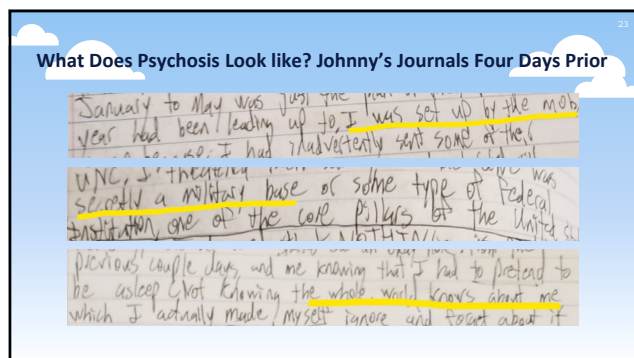 23
What Does Psychosis Look like? Johnny's Journals Four Days Prior
January to May was just the
year had been leading up to, I was set up by the mob,
because, I had inadvertently sent some of their
UNC, I was
secretly a military base or some type of Federal
Institution, one of the core pillars of the United
previous couple days, and me knowing that I had to pretend to
be asleep (Not knowing the whole world knows about me,
which I actually made myself ignore and forget about it